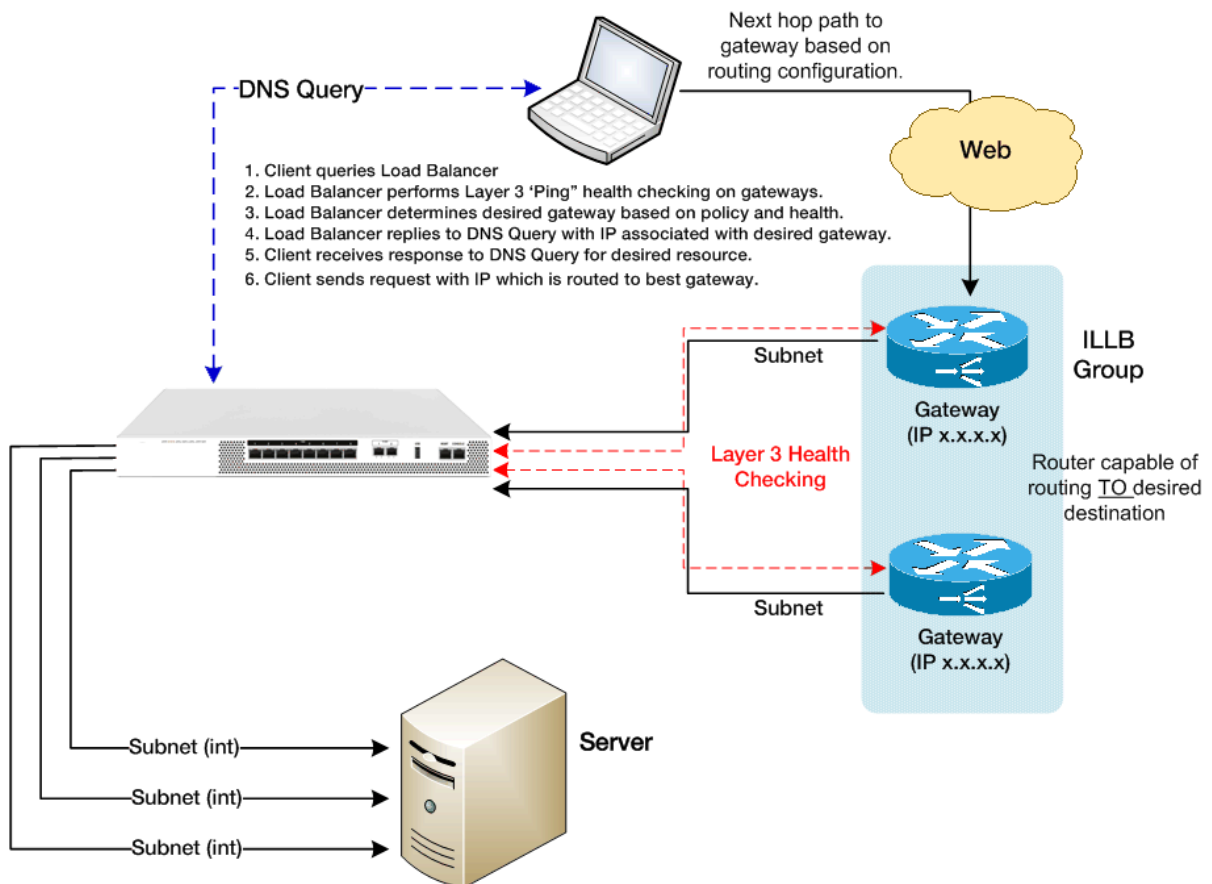 Next hop path to
gateway based on
routing configuration.
DNS Query
Web
1. Client queries Load Balancer
2. Load Balancer performs Layer 3 ‘Ping” health checking on gateways.
3. Load Balancer determines desired gateway based on policy and health.
4. Load Balancer replies to DNS Query with IP associated with desired gateway.
5. Client receives response to DNS Query for desired resource.
6. Client sends request with IP which is routed to best gateway.
Subnet
ILLB
Group
Gateway
(IP x.x.x.x)
Layer 3 Health
Checking
Router capable of
routing TO desired
destination
Subnet
Gateway
(IP x.x.x.x)
Server
Subnet (int)
Subnet (int)
Subnet (int)